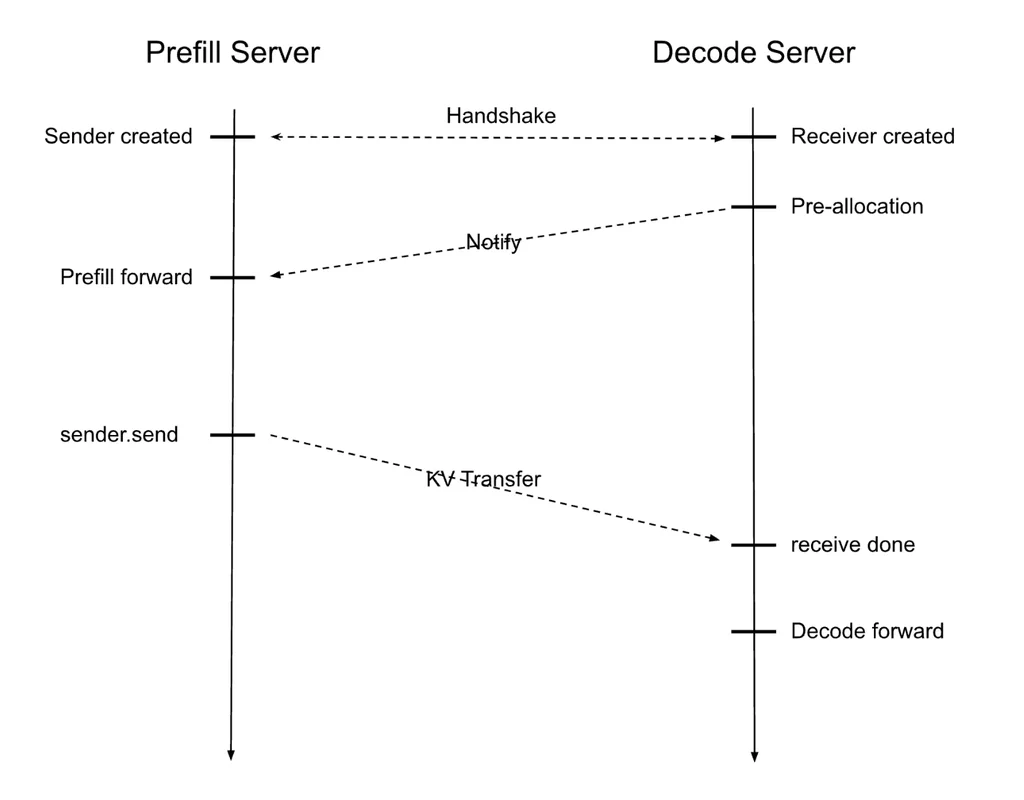 Prefill Server
Decode Server
Handshake
Sender created
Receiver created
Pre-allocation
Notify
Prefill forward
sender.send
KV Transfer
receive done
Decode forward